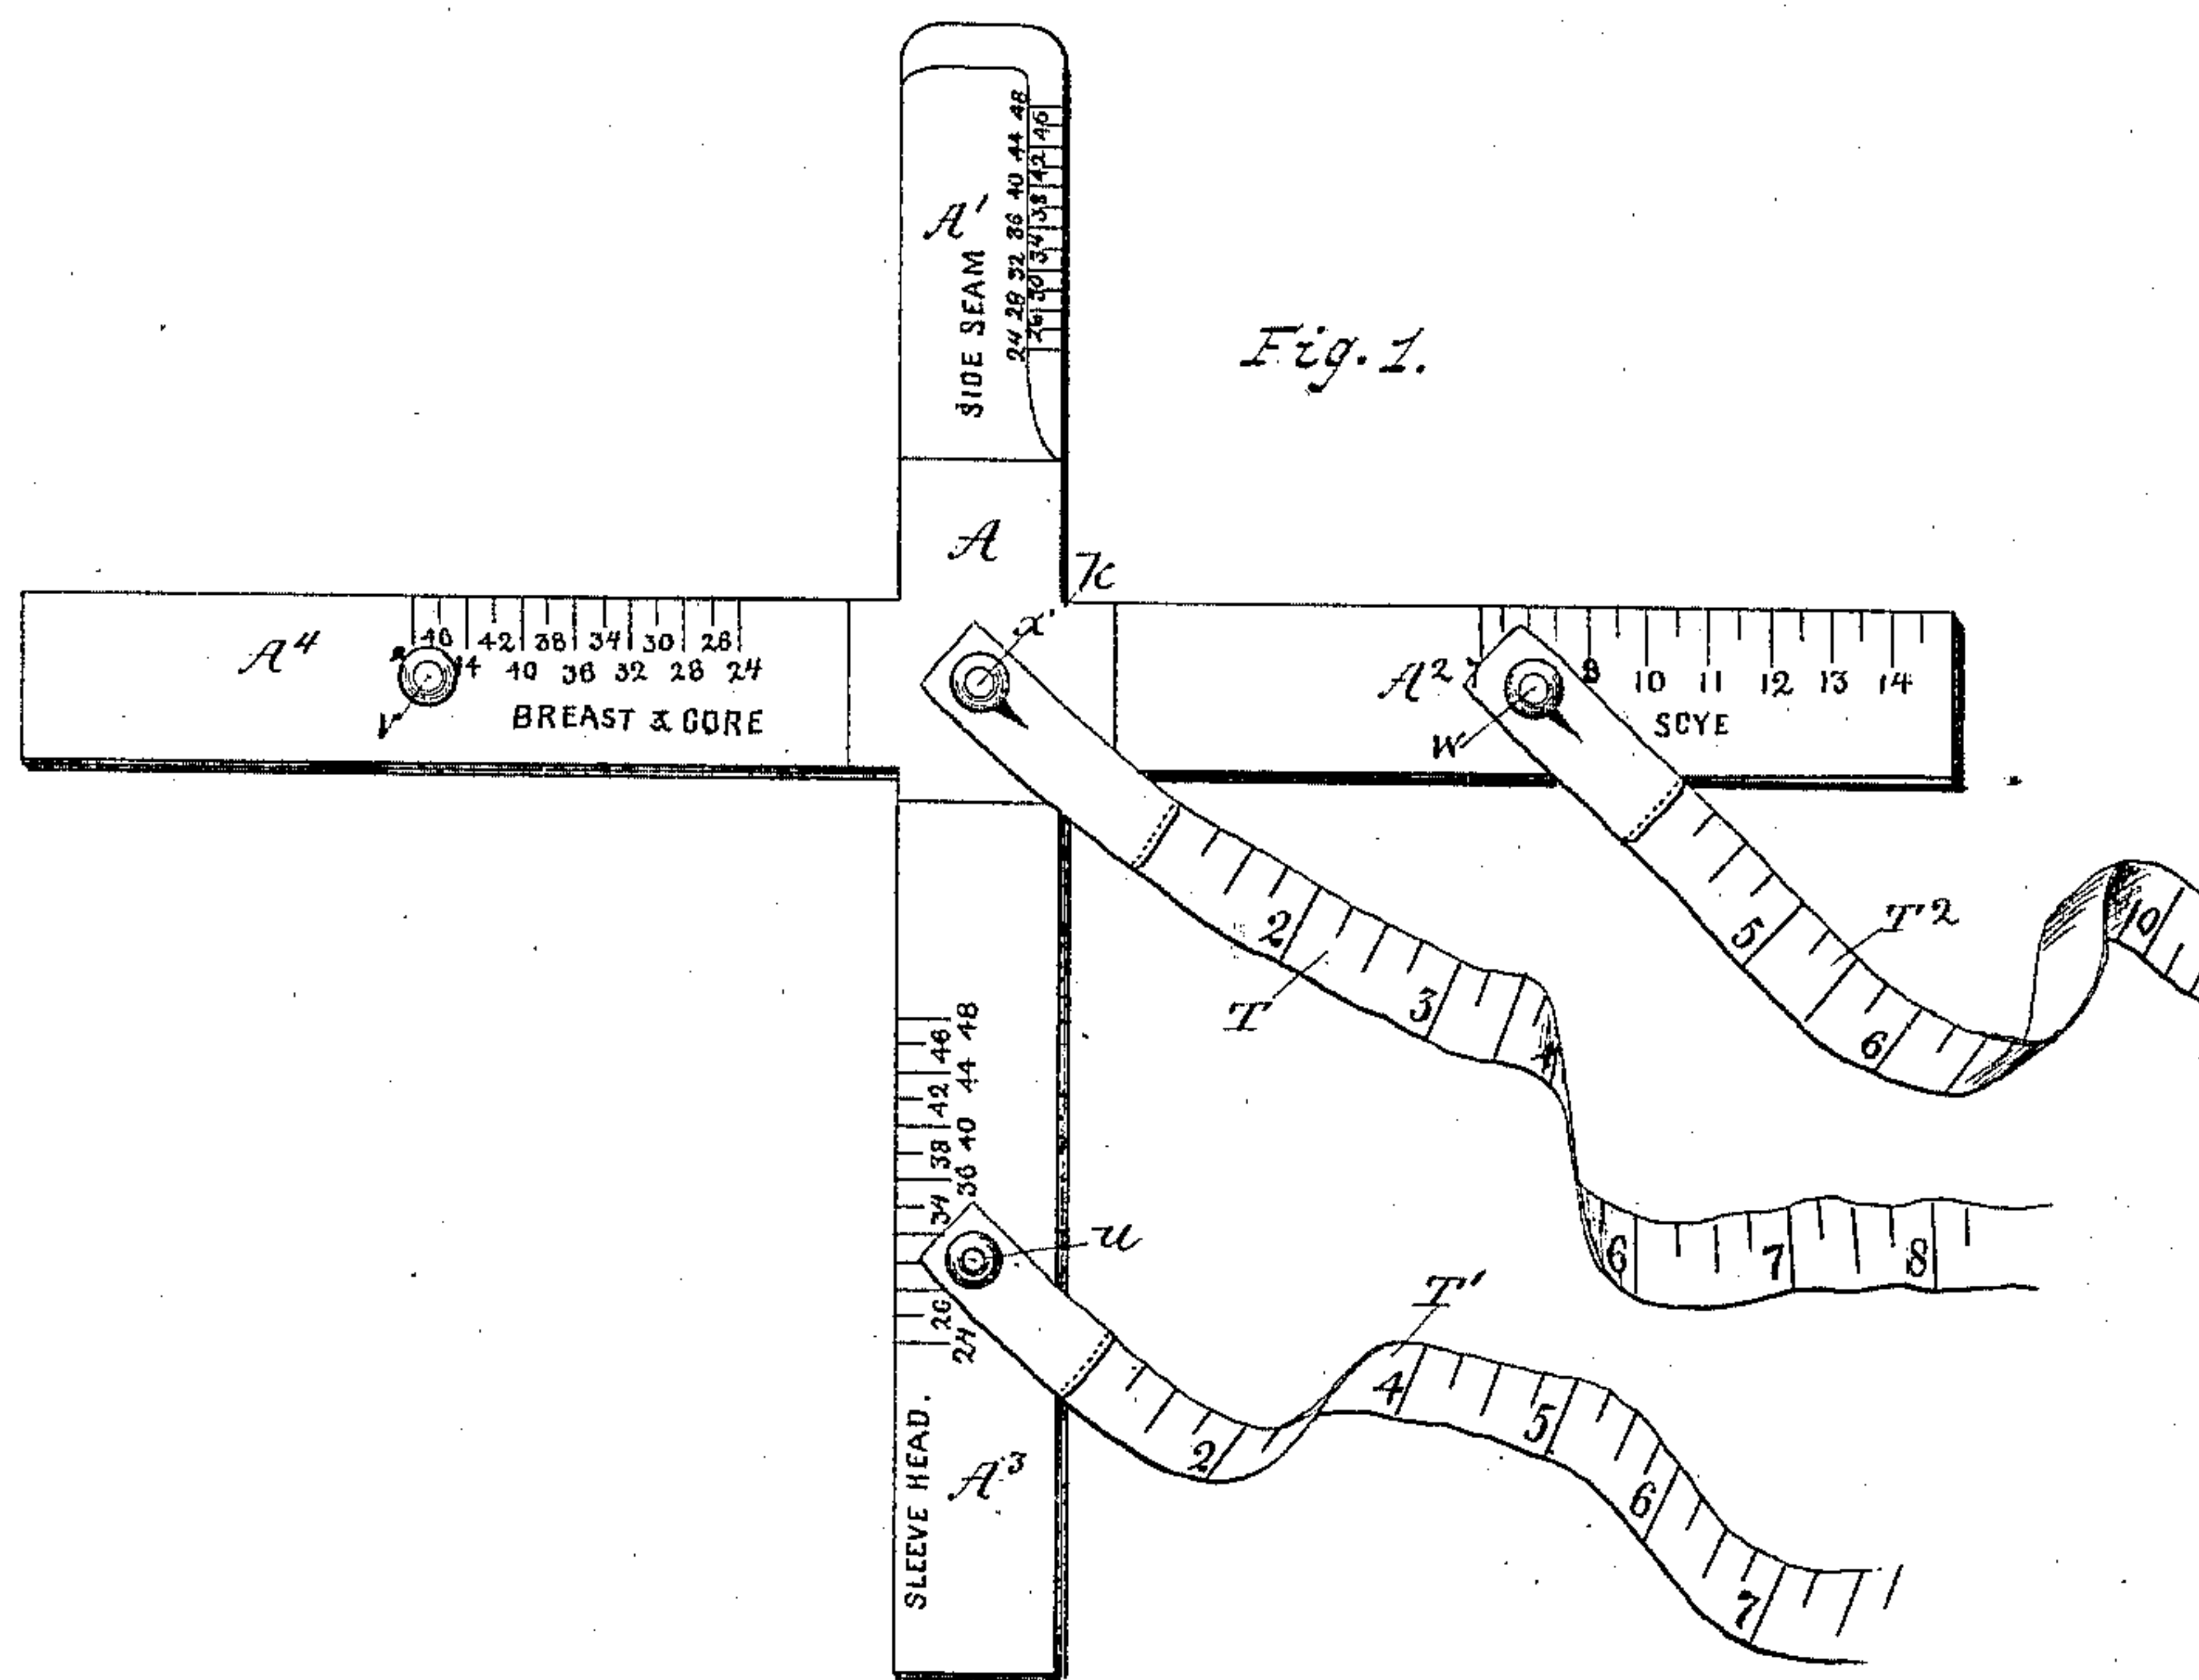 Fig. 1.
A'
SIDE SEAM
24 28 32 36 40 44 48
26 30 34 38 42 46
A
K
A4
46 42 38 34 30 26
44 40 36 32 28 24
V
BREAST & GORE
x'
A2
7 9 10 11 12 13 14
W
SCYE
T2
5 6 10
T
2 3 4 6 7 8
46 42 38 34 26
48 44 40 36 24
u
T'
2 4 5 6 7
SLEEVE HEAD.
A3